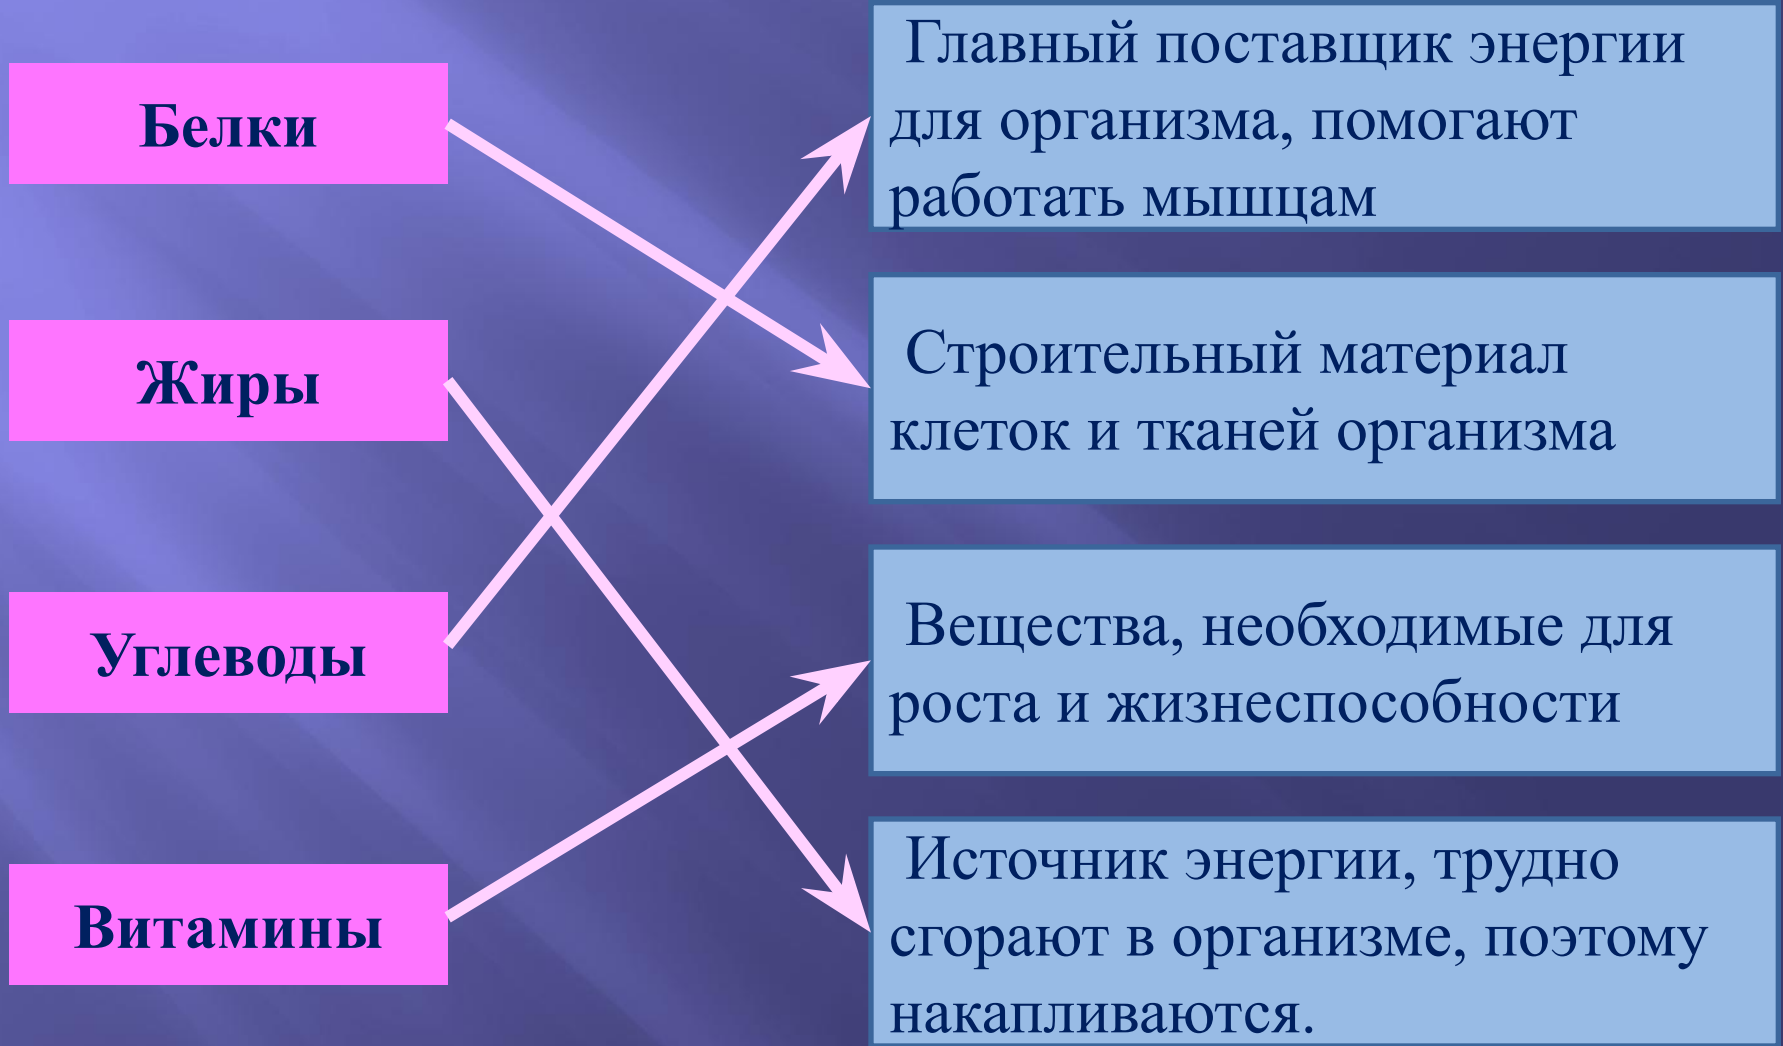 Белки
Жиры
Углеводы
Витамины
Главный поставщик энергии
для организма, помогают
работать мышцам
Строительный материал
клеток и тканей организма
Вещества, необходимые для
роста и жизнеспособности
Источник энергии, трудно
сгорают в организме, поэтому
накапливаются.